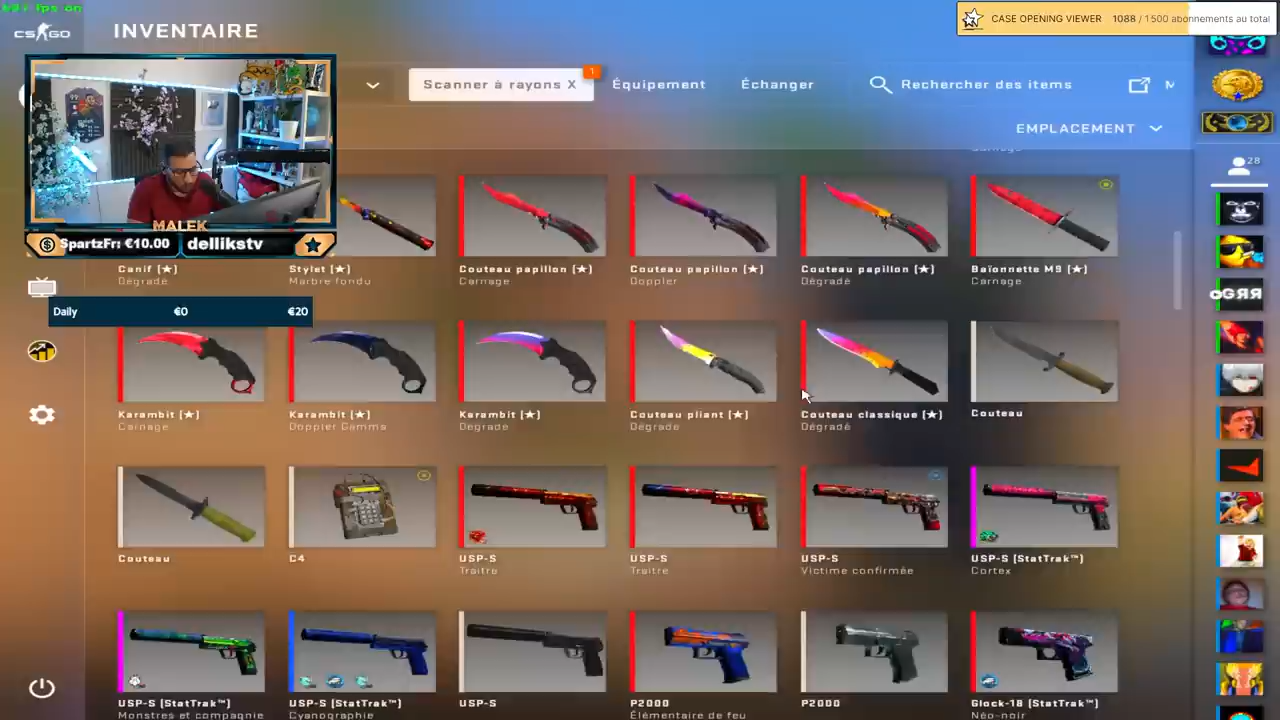 CS GO
INVENTAIRE
CASE OPENING VIEWER 1088 / 1500 abonnements au total
Scanner à rayons X
1
Équipement
Échanger
Rechercher des items
M
EMPLACEMENT
28
MALEK
SpartzFr: €10.00
dellikstv
Daily €0 €20
Canif (★)
Dégradé
Stylet (★)
Marbre fondu
Couteau papillon (★)
Carnage
Couteau papillon (★)
Doppler
Couteau papillon (★)
Dégradé
Baïonnette M9 (★)
Carnage
Karambit (★)
Carnage
Karambit (★)
Doppler Gamma
Karambit (★)
Dégradé
Couteau pliant (★)
Dégradé
Couteau classique (★)
Dégradé
Couteau
Couteau
C4
USP-S
Traître
USP-S
Traître
USP-S
Victime confirmée
USP-S (StatTrak™)
Cortex
USP-S (StatTrak™)
Monstres et compagnie
USP-S (StatTrak™)
Cyanographie
USP-S
P2000
Élémentaire de feu
P2000
Glock-18 (StatTrak™)
Néo-noir